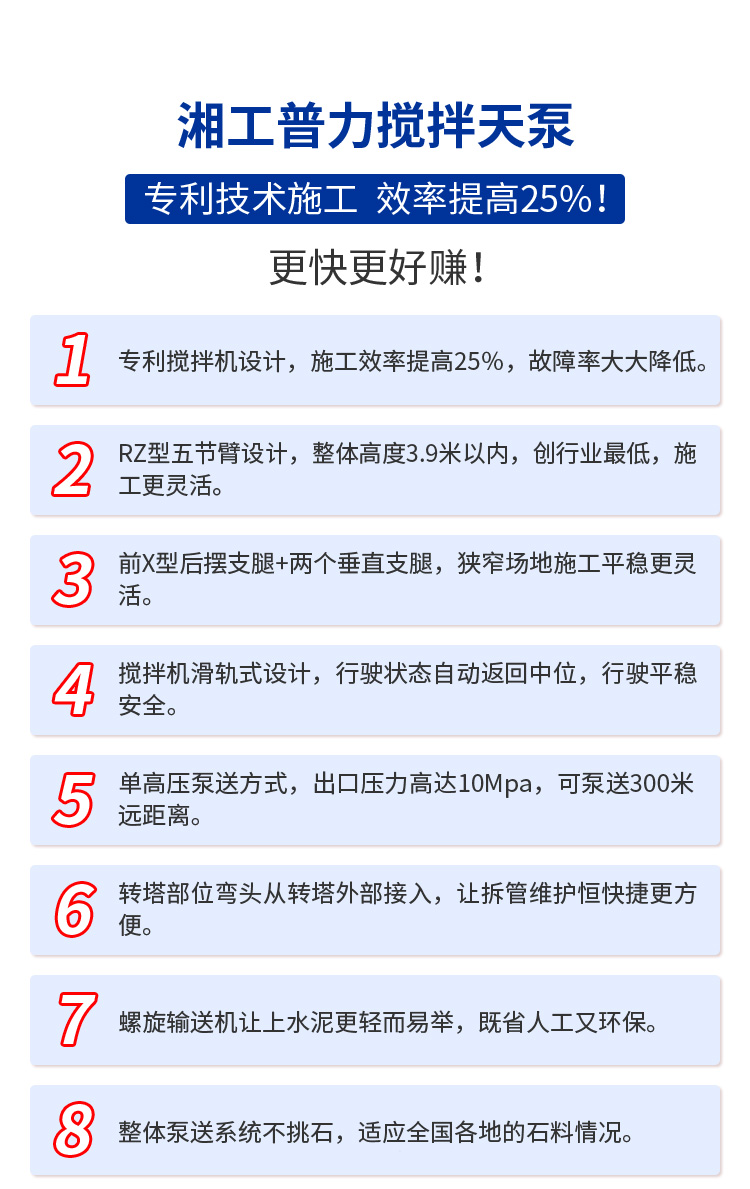 湘工普力搅拌天泵
专利技术施工 效率提高25%！
更快更好赚！
1
专利搅拌机设计，施工效率提高25%，故障率大大降低。
2
RZ型五节臂设计，整体高度3.9米以内，创行业最低，施
工更灵活。
3
前X型后摆支腿+两个垂直支腿，狭窄场地施工平稳更灵
活。
4
搅拌机滑轨式设计，行驶状态自动返回中位，行驶平稳
安全。
5
单高压泵送方式，出口压力高达10Mpa，可泵送300米
远距离。
6
转塔部位弯头从转塔外部接入，让拆管维护恒快捷更方
便。
7
螺旋输送机让上水泥更轻而易举，既省人工又环保。
8
整体泵送系统不挑石，适应全国各地的石料情况。